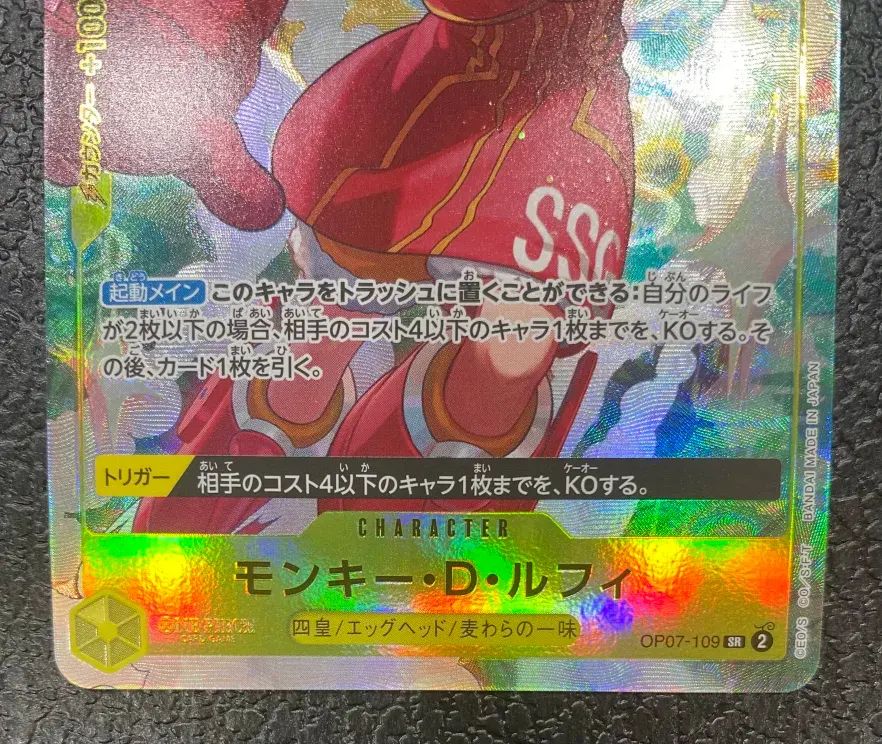 カウンター +100
SSG
起動メイン このキャラをトラッシュに置くことができる:自分のライフ
が2枚以下の場合、相手のコスト4以下のキャラ1枚までを、KOする。そ
の後、カード1枚を引く。
トリガー 相手のコスト4以下のキャラ1枚までを、KOする。
CHARACTER
モンキー・D・ルフィ
四皇/エッグヘッド/麦わらの一味
ONE PIECE
CARD GAME
OP07-109 SR 2
©EO/S ©O/S･F･T BANDAI MADE IN JAPAN